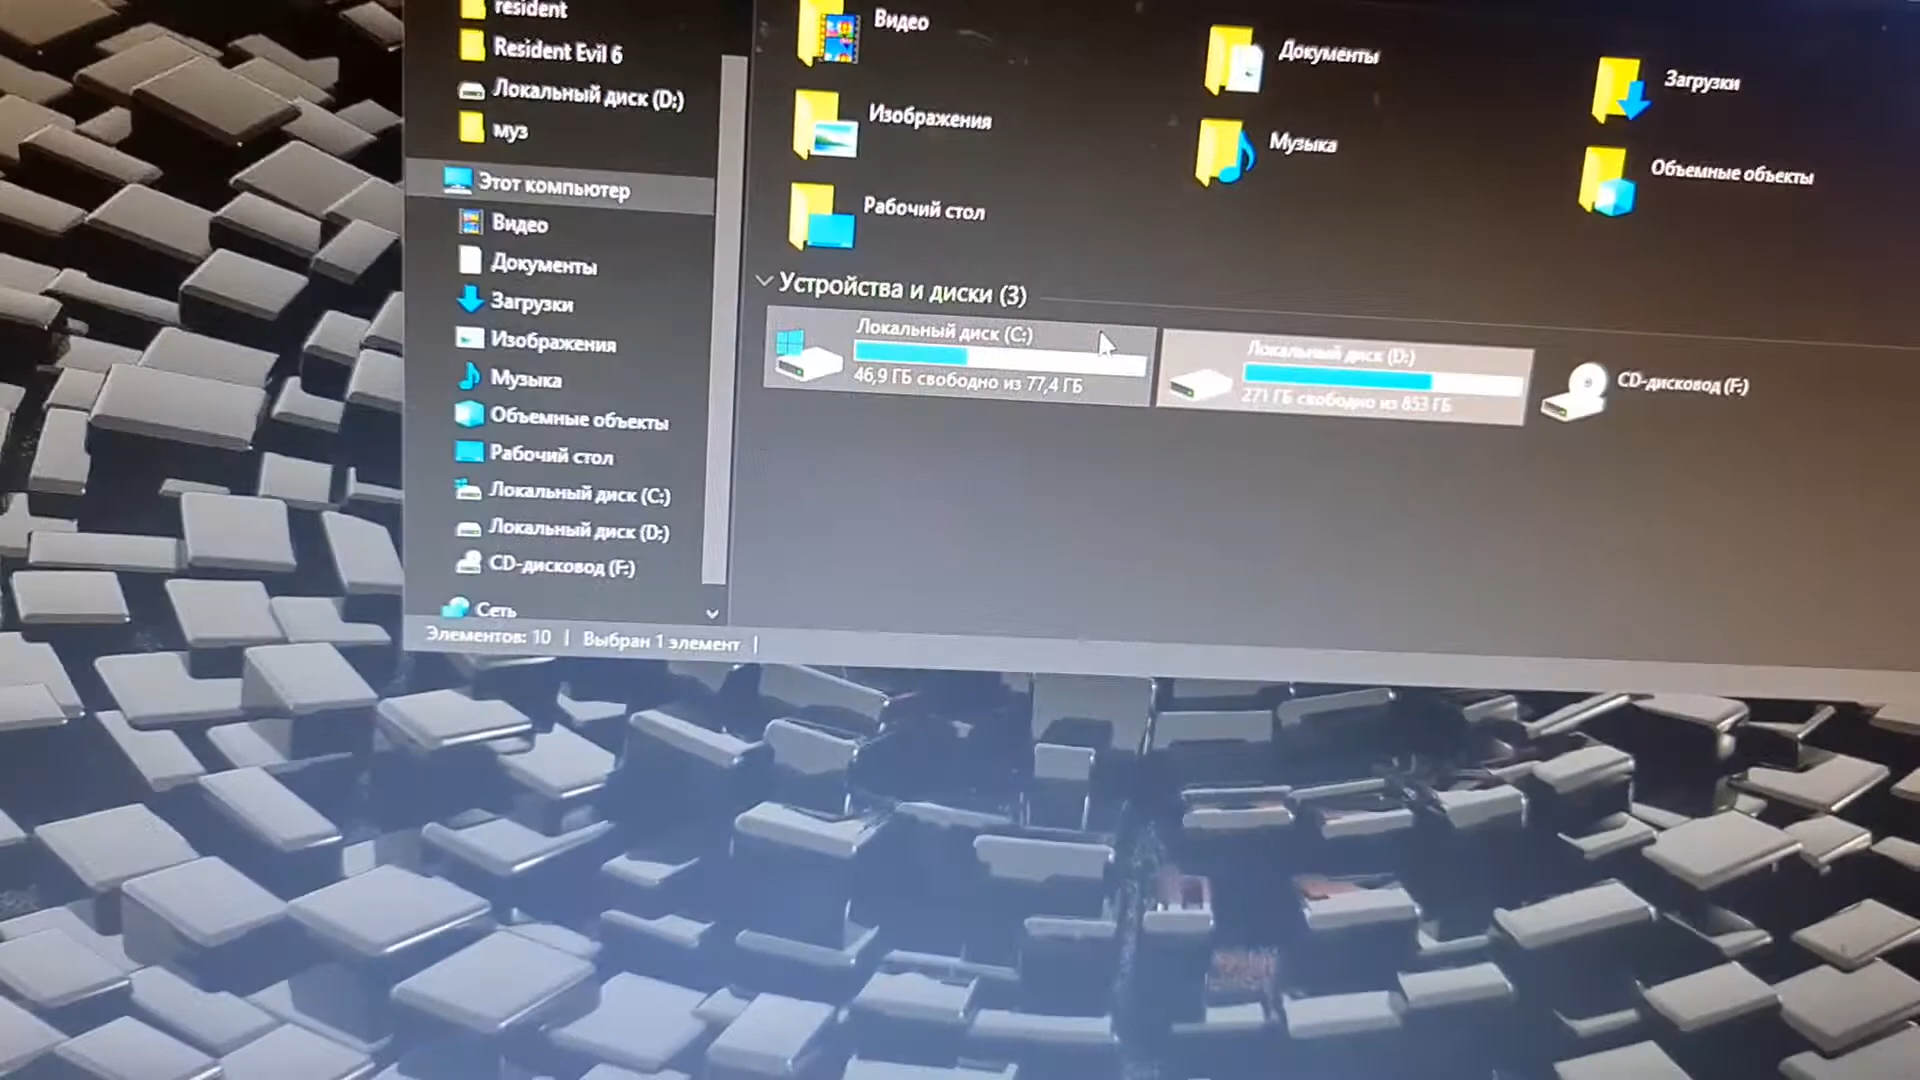 resident
Resident Evil 6
Локальный диск (D:)
муз
Этот компьютер
Видео
Документы
Загрузки
Изображения
Музыка
Объемные объекты
Рабочий стол
Локальный диск (C:)
Локальный диск (D:)
CD-дисковод (F:)
Сеть
Видео
Документы
Загрузки
Изображения
Музыка
Объемные объекты
Рабочий стол
Устройства и диски (3)
Локальный диск (C:)
46,9 ГБ свободно из 77,4 ГБ
Локальный диск (D:)
271 ГБ свободно из 853 ГБ
CD-дисковод (F:)
Элементов: 10 | Выбран 1 элемент |